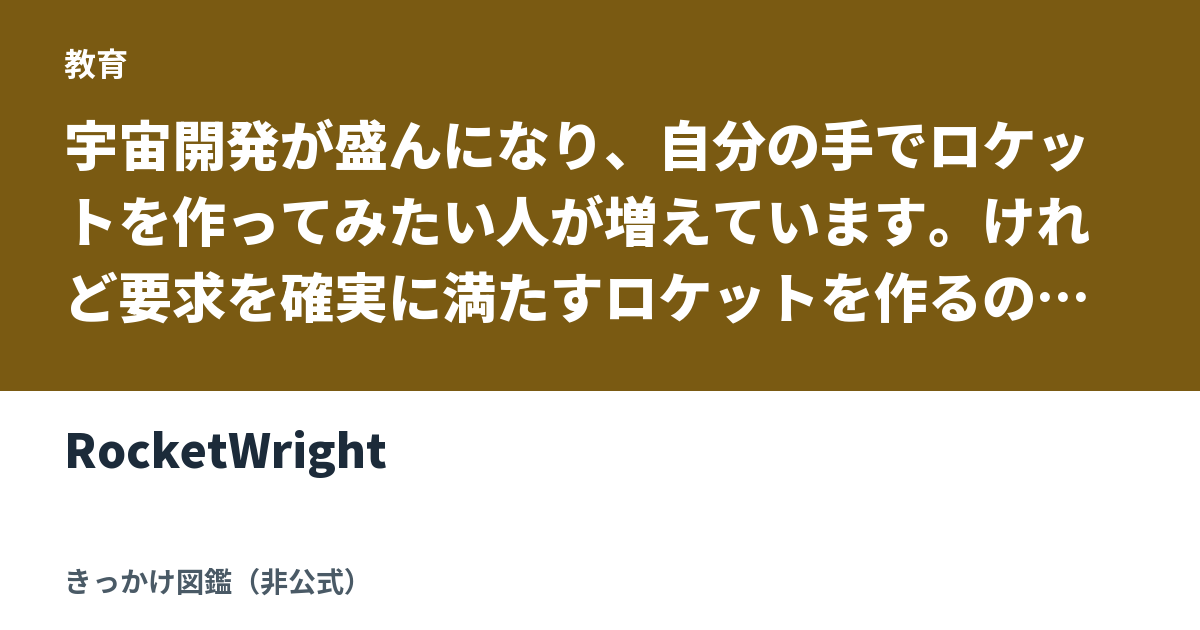 教育
宇宙開発が盛んになり、自分の手でロケッ
トを作ってみたい人が増えています。けれ
ど要求を確実に満たすロケットを作るの…
RocketWright
きっかけ図鑑（非公式）